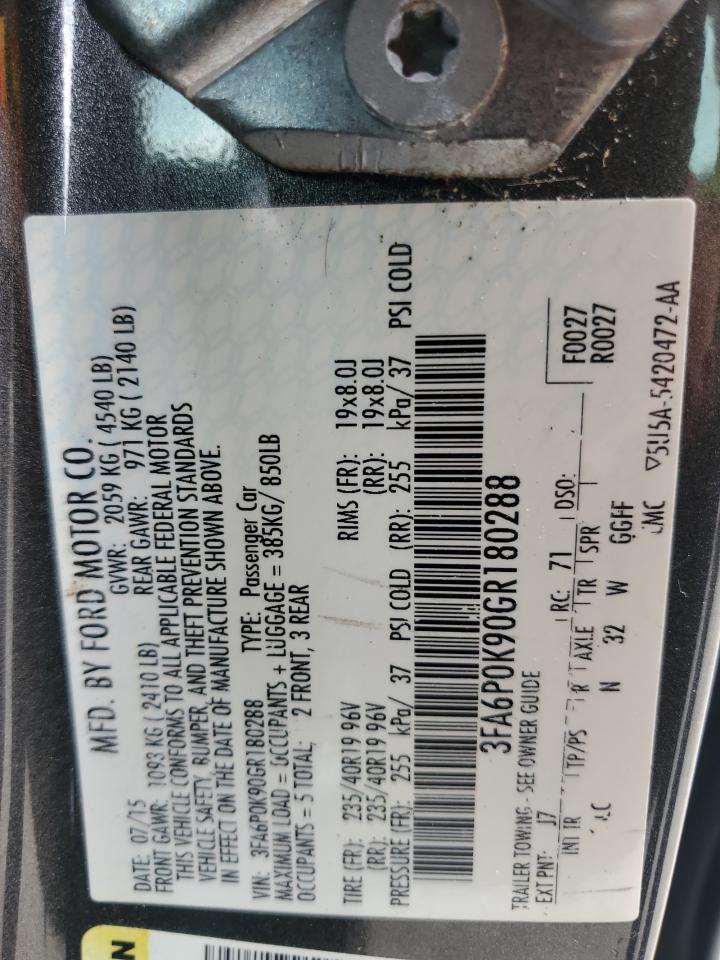 MFD. BY FORD MOTOR CO.
DATE: 07/15 GVWR: 2059 KG ( 4540 LB)
FRONT GAWR: 1093 KG ( 2410 LB) REAR GAWR: 971 KG ( 2140 LB)
THIS VEHICLE CONFORMS TO ALL APPLICABLE FEDERAL MOTOR
VEHICLE SAFETY, BUMPER, AND THEFT PREVENTION STANDARDS
IN EFFECT ON THE DATE OF MANUFACTURE SHOWN ABOVE.
VIN: 3FA6P0K90GR180288 TYPE: Passenger Car
MAXIMUM LOAD = OCCUPANTS + LUGGAGE = 385KG/ 850LB
OCCUPANTS = 5 TOTAL; 2 FRONT, 3 REAR
TIRE (FR): 235/40R19 96V RIMS (FR): 19x8.0J
(RR): 235/40R19 96V (RR): 19x8.0J
PRESSURE (FR): 255 kPa/ 37 PSI COLD (RR): 255 kPa/ 37 PSI COLD
3FA6P0K90GR180288
TRAILER TOWING - SEE OWNER GUIDE
EXT PNT: J7 RC: 71 DSO: F0027
INT TR TP/PS R AXLE TR SPR R0027
N 32 W GGHF
▽5U5A-5420472-AA